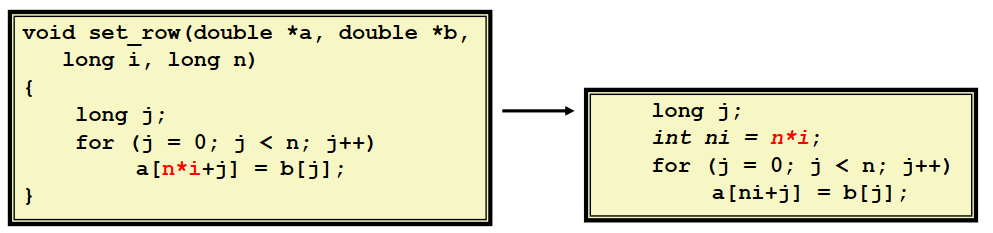 void set_row(double *a, double *b,
   long i, long n)
{
    long j;
    for (j = 0; j < n; j++)
        a[n*i+j] = b[j];
}
    long j;
    int ni = n*i;
    for (j = 0; j < n; j++)
        a[ni+j] = b[j];